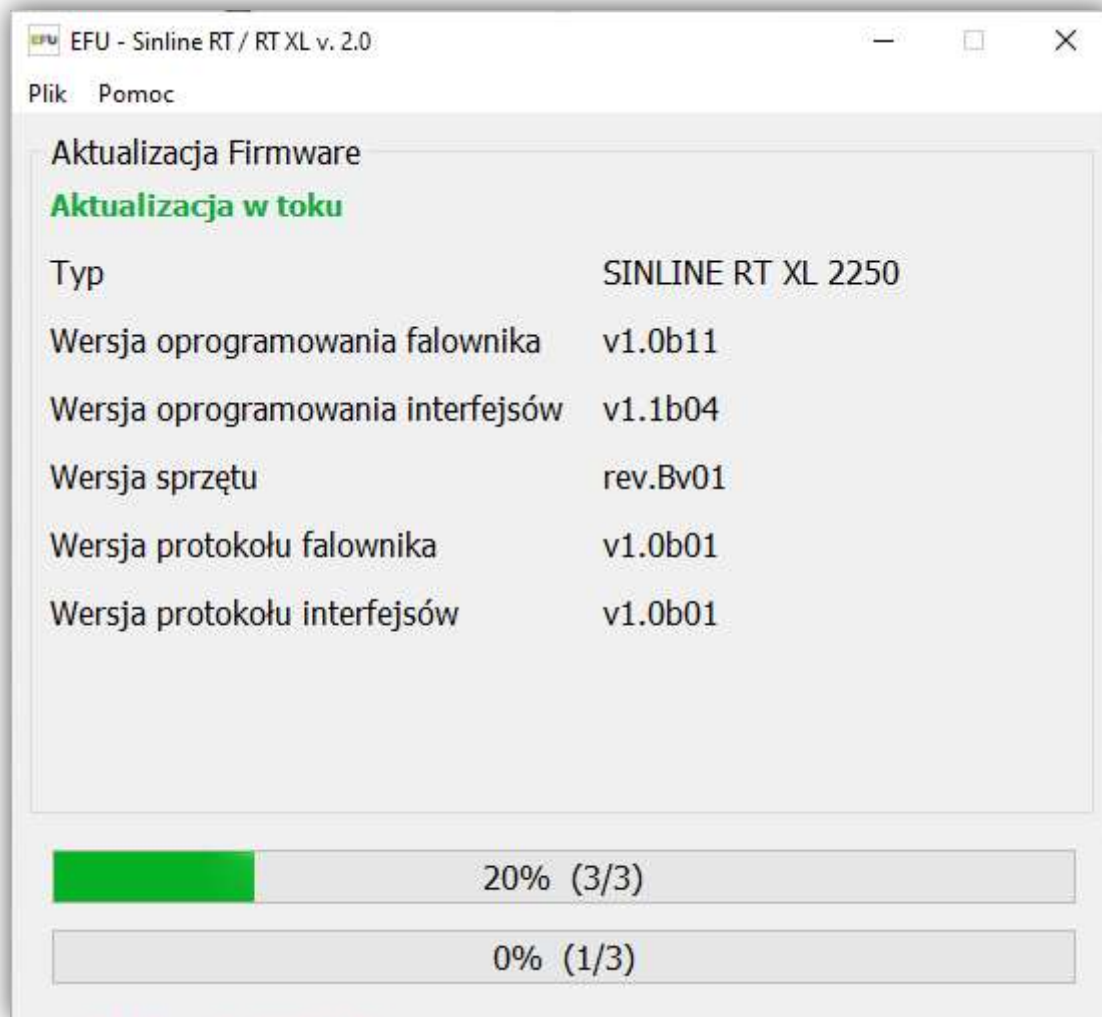 EFU EFU - Sinline RT / RT XL v. 2.0
Plik Pomoc
Aktualizacja Firmware
Aktualizacja w toku
Typ SINLINE RT XL 2250
Wersja oprogramowania falownika v1.0b11
Wersja oprogramowania interfejsów v1.1b04
Wersja sprzętu rev.Bv01
Wersja protokołu falownika v1.0b01
Wersja protokołu interfejsów v1.0b01
20% (3/3)
0% (1/3)